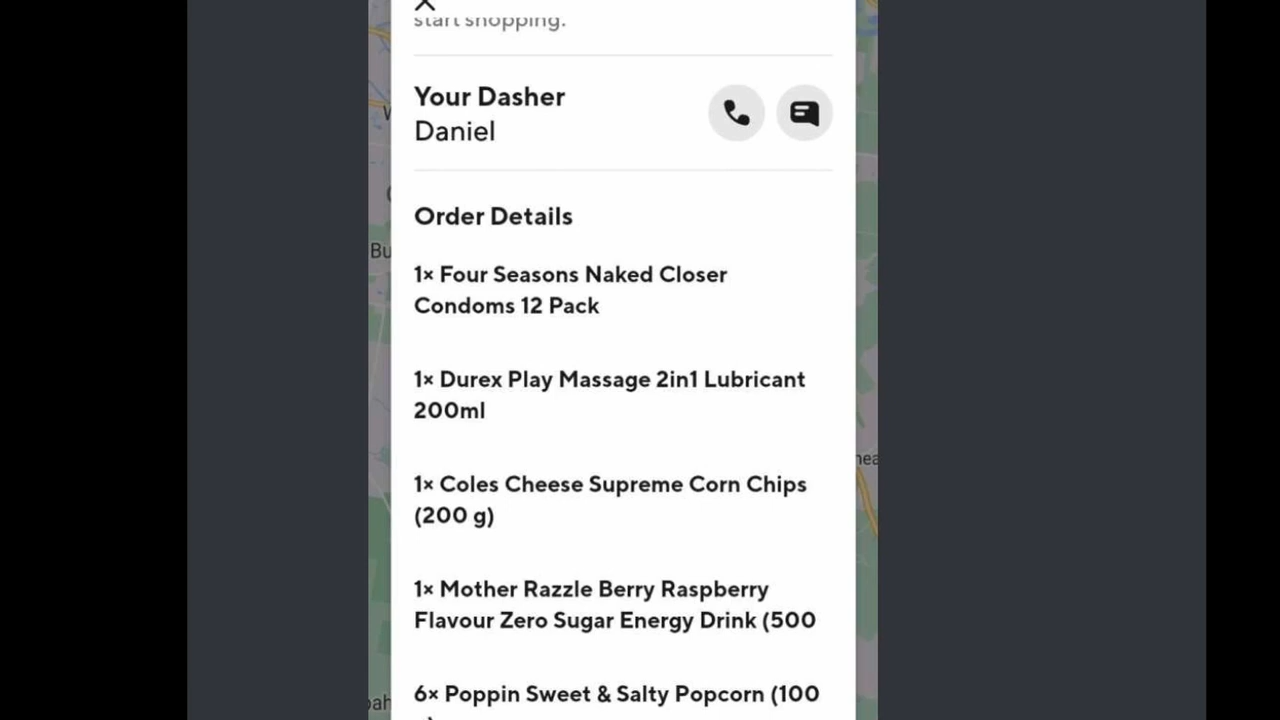 start shopping.
Your Dasher
Daniel
Order Details
1× Four Seasons Naked Closer
Condoms 12 Pack
1× Durex Play Massage 2in1 Lubricant
200ml
1× Coles Cheese Supreme Corn Chips
(200 g)
1× Mother Razzle Berry Raspberry
Flavour Zero Sugar Energy Drink (500
6× Poppin Sweet & Salty Popcorn (100